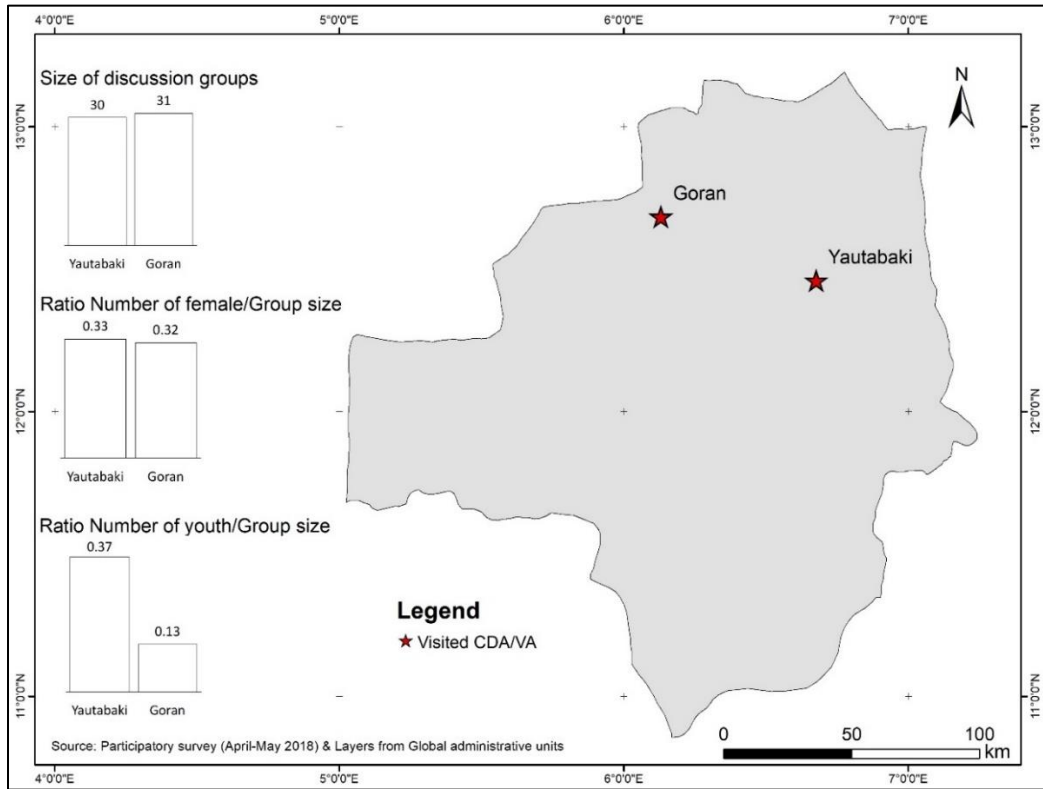 4°0'0"E 5°0'0"E 6°0'0"E 7°0'0"E
Size of discussion groups
30 31
Yautabaki Goran
Ratio Number of female/Group size
0.33 0.32
Yautabaki Goran
Ratio Number of youth/Group size
0.37
0.13
Yautabaki Goran
N
Goran
Yautabaki
Legend
Visited CDA/VA
Source: Participatory survey (April-May 2018) & Layers from Global administrative units
0 50 100
km
13°0'0"N
12°0'0"N
11°0'0"N
13°0'0"N
12°0'0"N
11°0'0"N
4°0'0"E 5°0'0"E 6°0'0"E 7°0'0"E